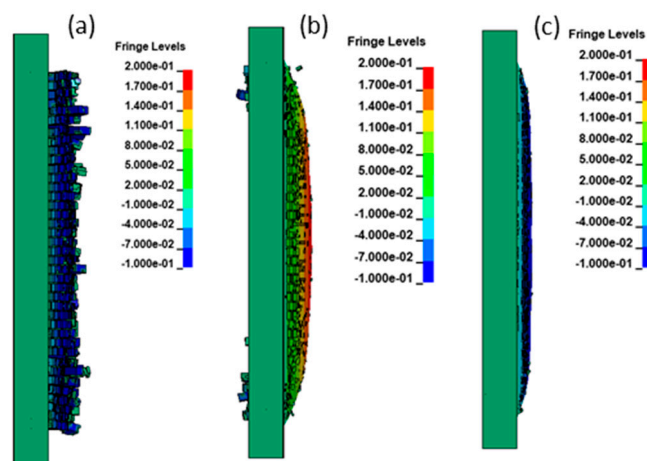 (a)
Fringe Levels
2.000e-01
1.700e-01
1.400e-01
1.100e-01
8.000e-02
5.000e-02
2.000e-02
-1.000e-02
-4.000e-02
-7.000e-02
-1.000e-01
(b)
Fringe Levels
2.000e-01
1.700e-01
1.400e-01
1.100e-01
8.000e-02
5.000e-02
2.000e-02
-1.000e-02
-4.000e-02
-7.000e-02
-1.000e-01
(c)
Fringe Levels
2.000e-01
1.700e-01
1.400e-01
1.100e-01
8.000e-02
5.000e-02
2.000e-02
-1.000e-02
-4.000e-02
-7.000e-02
-1.000e-01